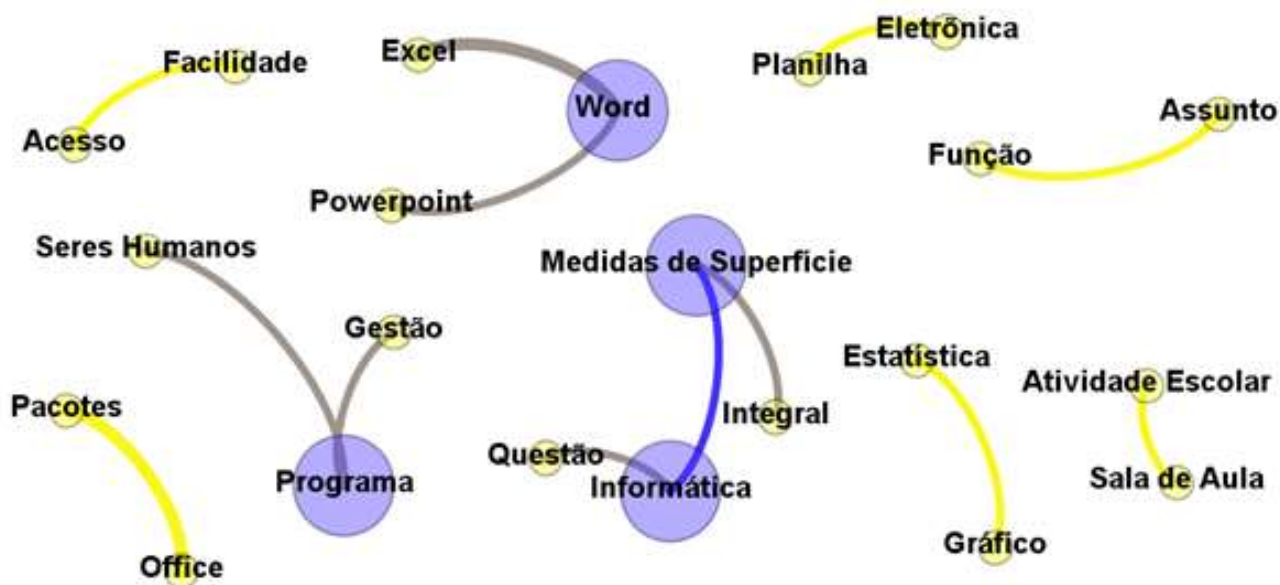 Eletrõnica
Facilidade
Excel
Planilha
Word
Assunto
Acesso
Função
Powerpoint
Seres Humanos
Medidas de Superfície
Gestão
Estatística
Atividade Escolar
Pacotes
Integral
Questão
Programa
Informática
Sala de Aula
Gráfico
Office